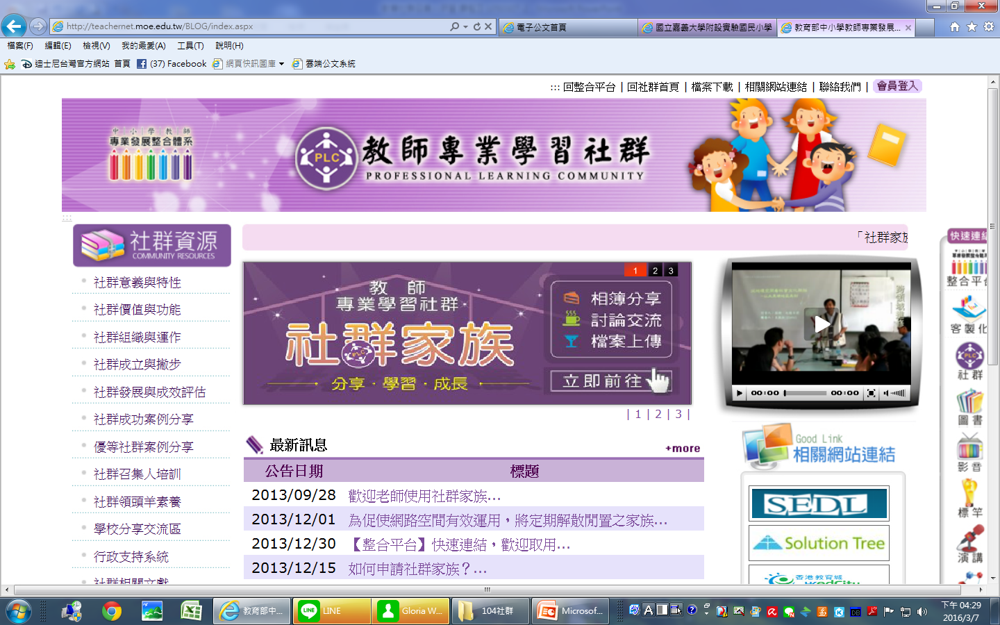 http://teachernet.moe.edu.tw/BLOG/index.aspx
電子公文首頁
國立嘉義大學附設實驗國民小學
教育部中小學教師專業發展...
檔案(F) 編輯(E) 檢視(V) 我的最愛(A) 工具(T) 說明(H)
迪士尼台灣官方網站 首頁 (37) Facebook 網頁快訊圖庫 雲端公文系統
::: 回整合平台 | 回社群首頁 | 檔案下載 | 相關網站連結 | 聯絡我們 | 會員登入
中|小|學|教|師
專業發展整合體系
PLC
教師專業學習社群
PROFESSIONAL LEARNING COMMUNITY
:::
社群資源
COMMUNITY RESOURCES
社群意義與特性
社群價值與功能
社群組織與運作
社群成立與撇步
社群發展與成效評估
社群成功案例分享
優等社群案例分享
社群召集人培訓
社群領頭羊素養
學校分享交流區
行政支持系統
社群相關文獻
「社群家族
1 2 3
教師
專業學習社群
社群家族
PLC
分享·學習·成長
相簿分享
討論交流
檔案上傳
立即前往
| 1 | 2 | 3 |
最新訊息
+more
公告日期 標題
2013/09/28 歡迎老師使用社群家族...
2013/12/01 為促使網路空間有效運用，將定期解散閒置之家族...
2013/12/30 【整合平台】快速連結，歡迎取用...
2013/12/15 如何申請社群家族？...
00:00 00:00
Good Link
相關網站連結
SEDL
Solution Tree
香港教育城
edCity
快速連結
整合平台
客製化
PLC
社群
圖書
影音
標竿
演講
教育部中...
LINE
Gloria W...
104社群
Microsof...
下午 04:29
2016/3/7